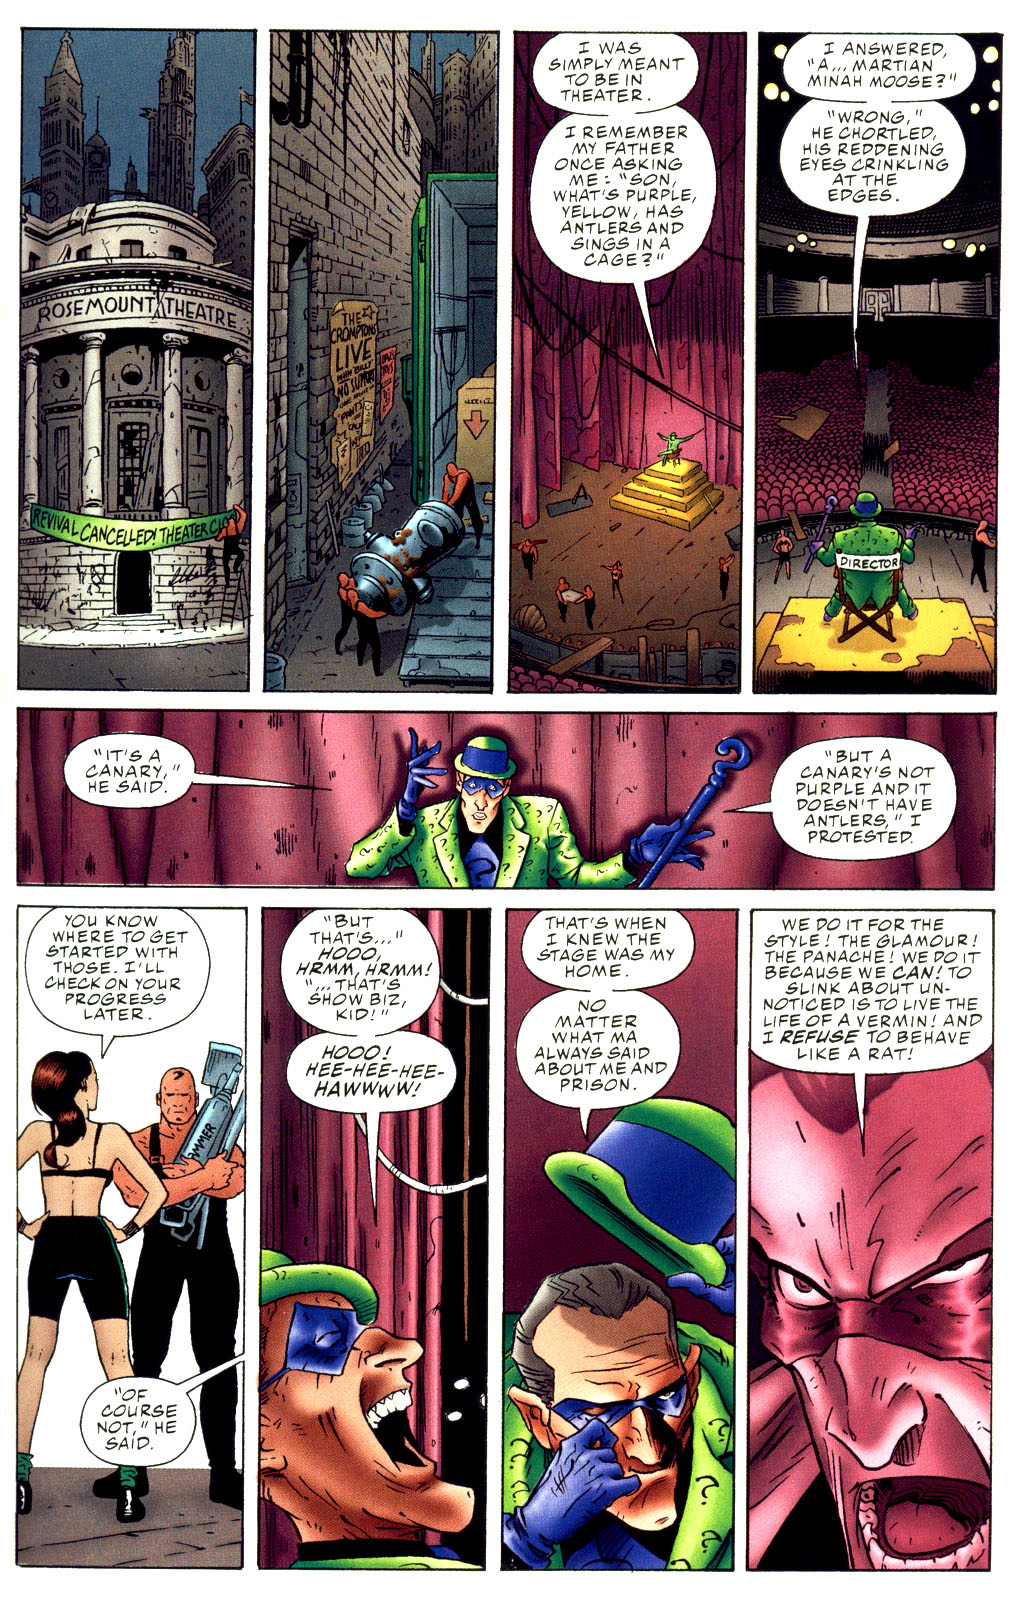 ROSEMOUNT THEATRE
REVIVAL CANCELLED! THEATER
THE
CROMPTONS
LIVE
NO SUPPORT
I WAS
SIMPLY MEANT
TO BE IN
THEATER.
I REMEMBER
MY FATHER
ONCE ASKING
ME: "SON,
WHAT'S PURPLE,
YELLOW, HAS
ANTLERS AND
SINGS IN A
CAGE?"
I ANSWERED,
"A... MARTIAN
MINAH MOOSE?"
"WRONG,"
HE CHORTLED,
HIS REDDENING
EYES CRINKLING
AT THE
EDGES.
DIRECTOR
"IT'S A
CANARY,"
HE SAID.
"BUT A
CANARY'S NOT
PURPLE AND IT
DOESN'T HAVE
ANTLERS," I
PROTESTED.
YOU KNOW
WHERE TO GET
STARTED WITH
THOSE. I'LL
CHECK ON YOUR
PROGRESS
LATER.
"OF
COURSE
NOT," HE
SAID.
"BUT
THAT'S..."
HOOO,
HRMM, HRMM!
"...THAT'S
SHOW BIZ,
KID!"
HOOO!
HEE-HEE-HEE-
HAWWWW!
THAT'S WHEN
I KNEW THE
STAGE WAS MY
HOME.
NO
MATTER
WHAT MA
ALWAYS SAID
ABOUT ME AND
PRISON.
WE DO IT FOR THE
STYLE! THE GLAMOUR!
THE PANACHE! WE DO IT
BECAUSE WE CAN! TO
SLINK ABOUT UN-
NOTICED IS TO LIVE THE
LIFE OF A VERMIN! AND
I REFUSE TO BEHAVE
LIKE A RAT!